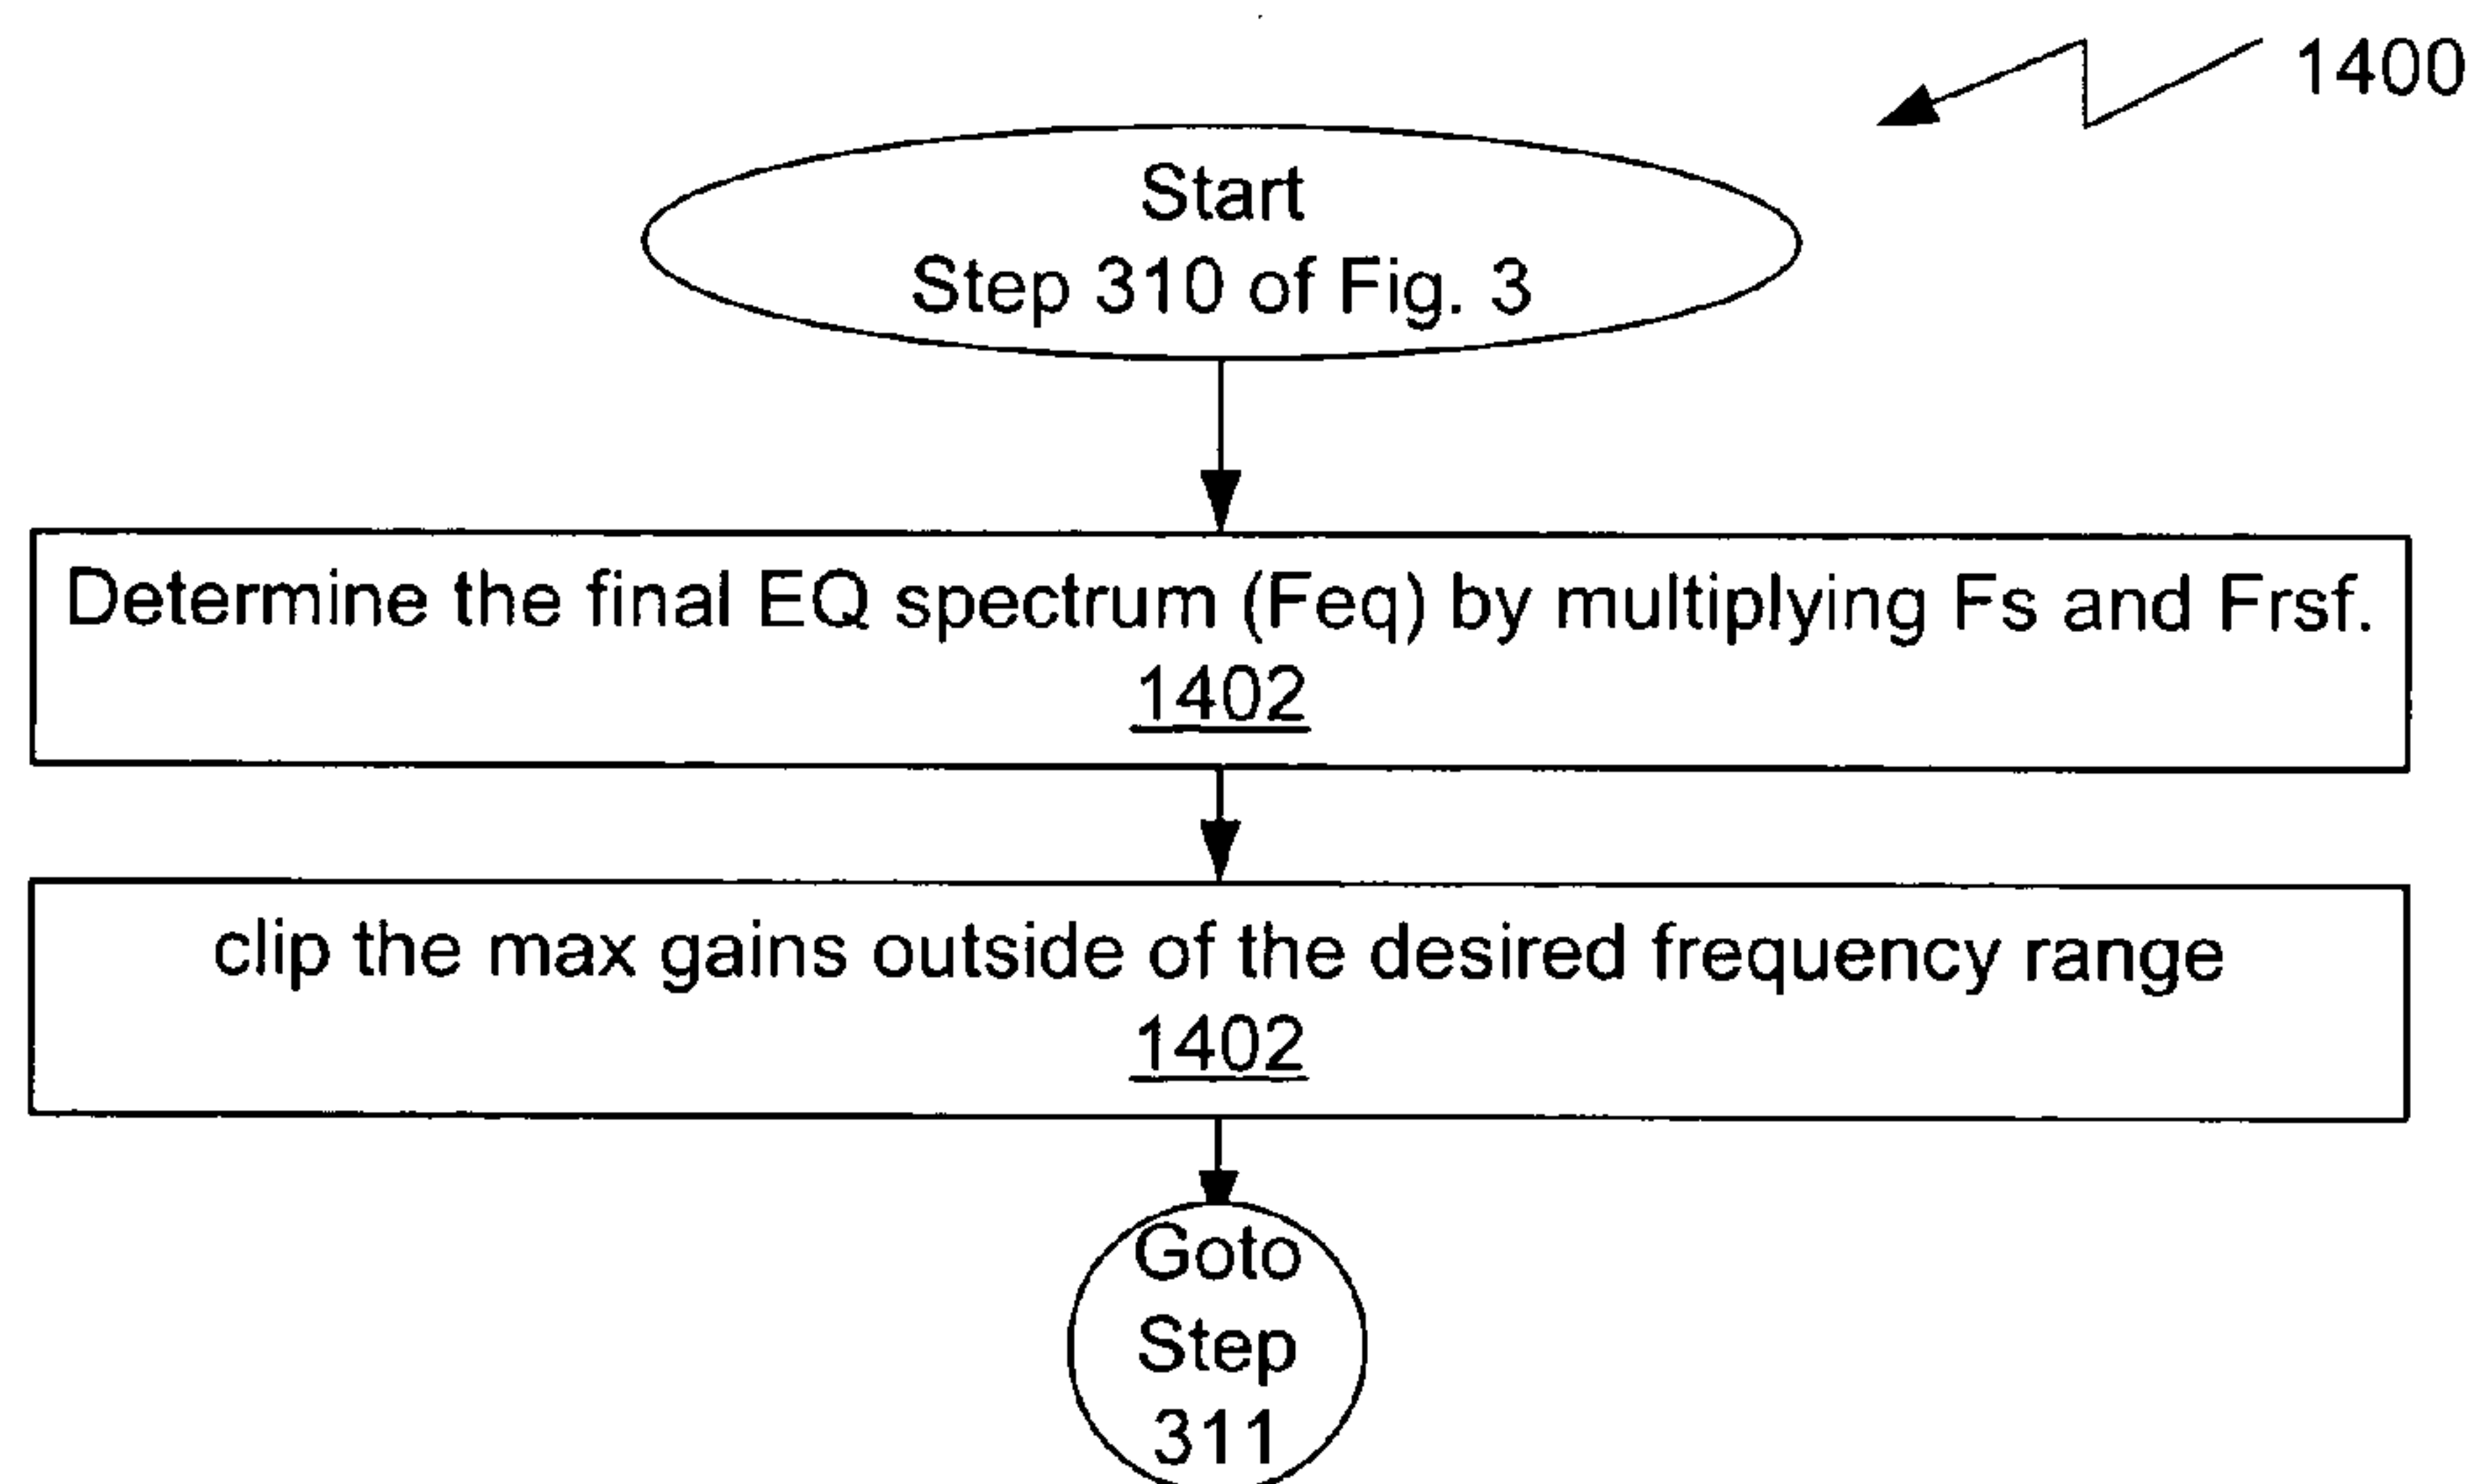 1400
Start
Step 310 of Fig. 3
Determine the final EQ spectrum (Feq) by multiplying Fs and Frsf.
1402
clip the max gains outside of the desired frequency range
1402
Goto
Step
311